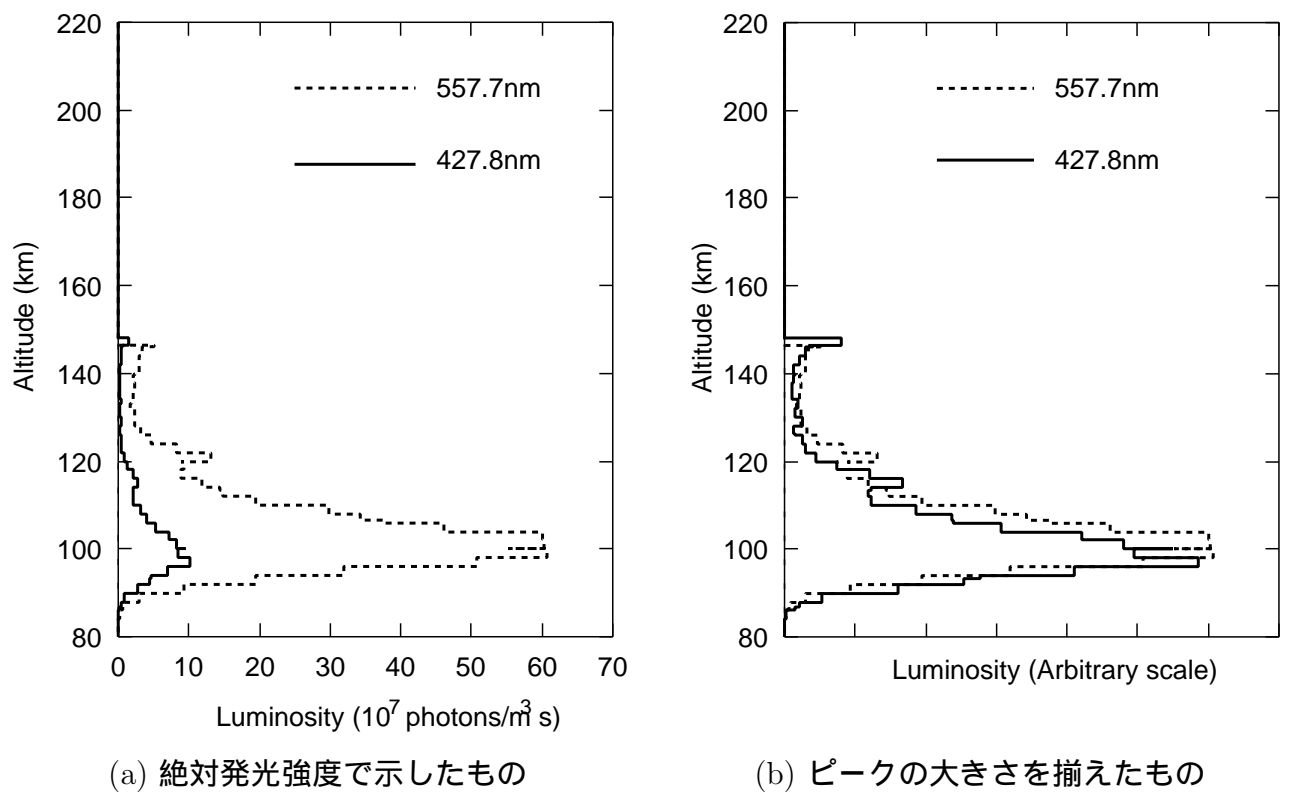 220
200
180
160
140
120
100
80
Altitude (km)
557.7nm
427.8nm
0 10 20 30 40 50 60 70
Luminosity (10⁷ photons/m³ s)
(a) 絶対発光強度で示したもの
220
200
180
160
140
120
100
80
Altitude (km)
557.7nm
427.8nm
Luminosity (Arbitrary scale)
(b) ピークの大きさを揃えたもの